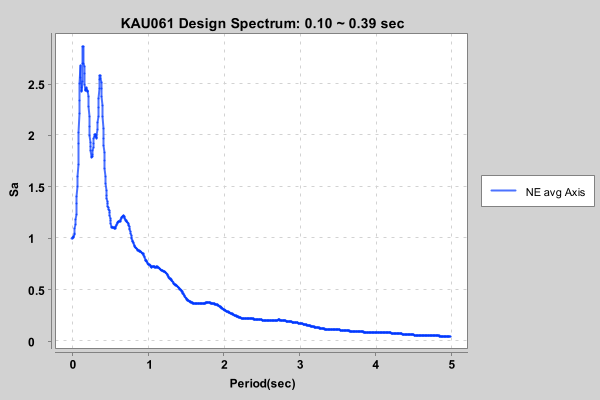 KAU061 Design Spectrum: 0.10 ~ 0.39 sec
2.5
2
1.5
1
0.5
0
Sa
0 1 2 3 4 5
Period(sec)
NE avg Axis